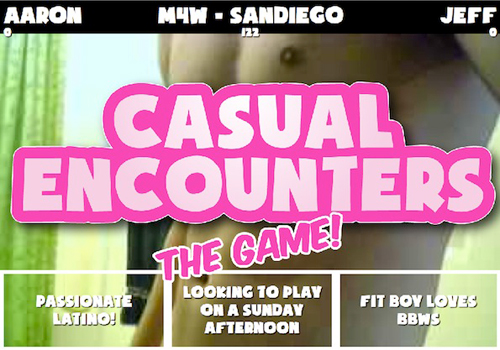 AARON M4W - SANDIEGO JEFF
0 122 0
CASUAL
ENCOUNTERS
THE GAME!
PASSIONATE
LATINO!
LOOKING TO PLAY
ON A SUNDAY
AFTERNOON
FIT BOY LOVES
BBWS